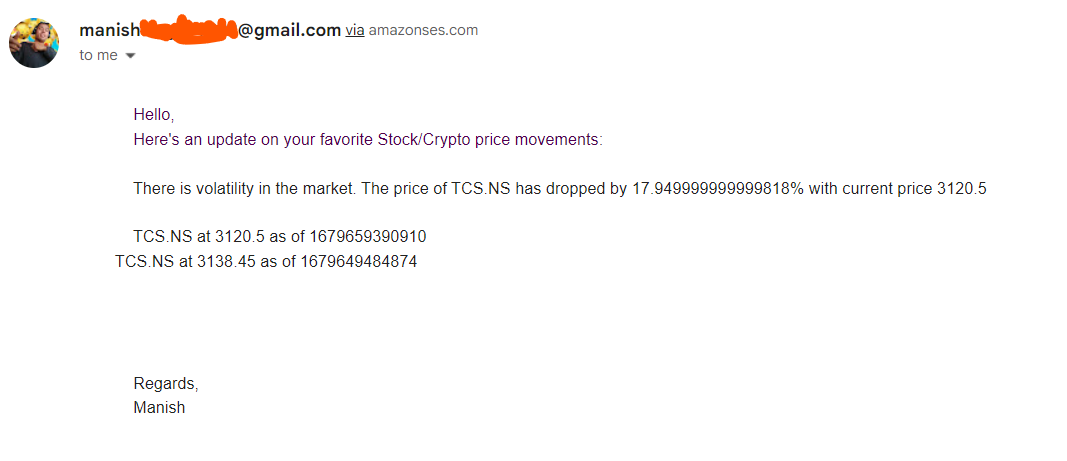 manish @gmail.com via amazonses.com
to me
Hello,
Here's an update on your favorite Stock/Crypto price movements:
There is volatility in the market. The price of TCS.NS has dropped by 17.949999999999818% with current price 3120.5
TCS.NS at 3120.5 as of 1679659390910
TCS.NS at 3138.45 as of 1679649484874
Regards,
Manish